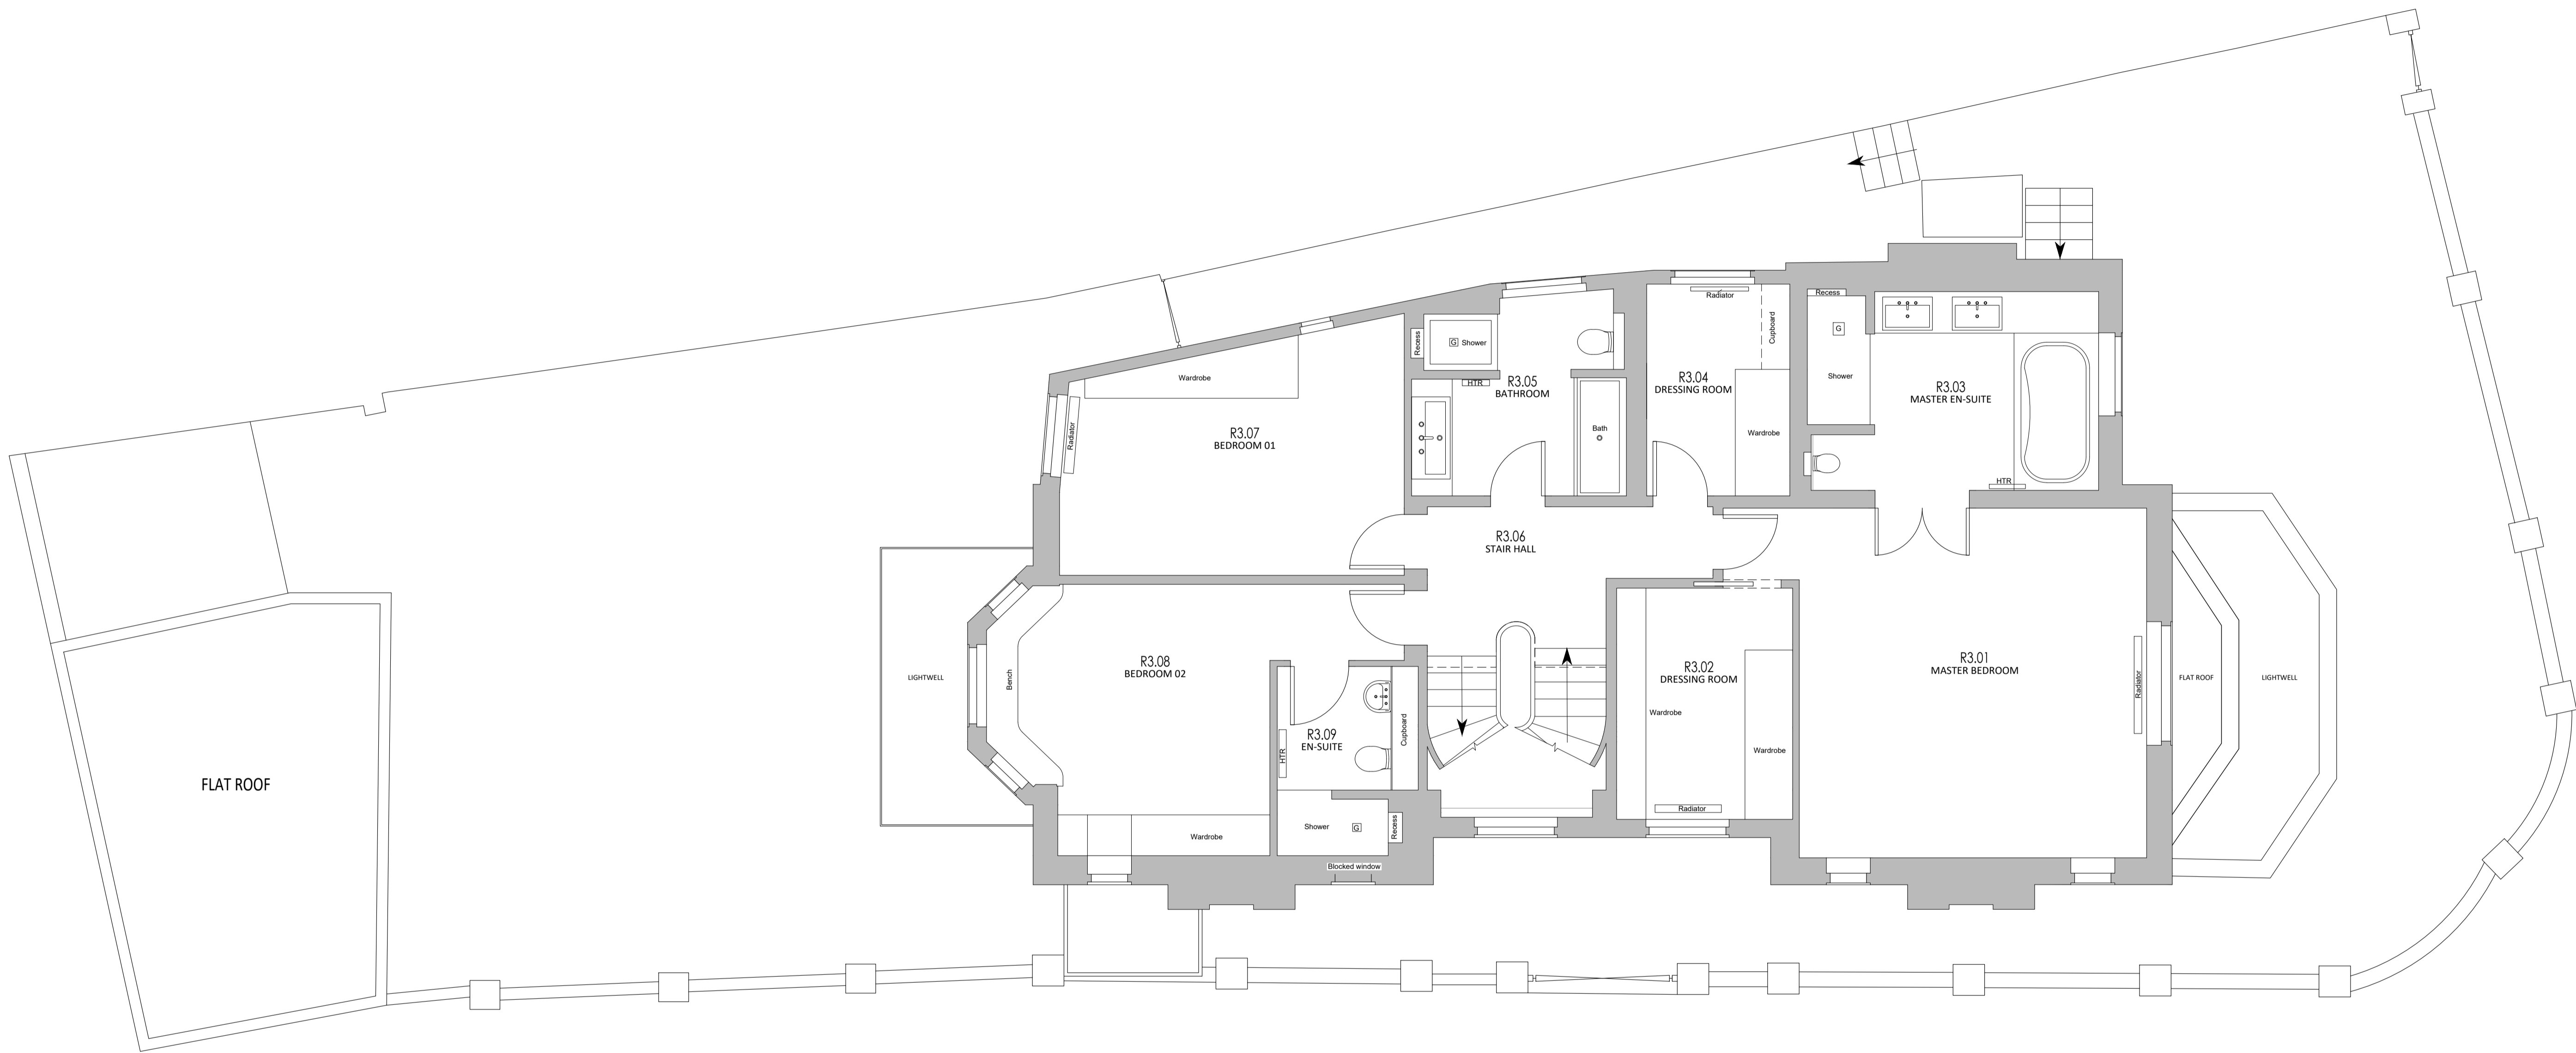 Recess
G
Shower
R3.03
MASTER EN-SUITE
HTR
Radiator
Cupboard
R3.04
DRESSING ROOM
Wardrobe
Recess
G Shower
HTR
R3.05
BATHROOM
Bath
Wardrobe
Radiator
R3.07
BEDROOM 01
R3.06
STAIR HALL
LIGHTWELL
Bench
R3.08
BEDROOM 02
Wardrobe
R3.09
EN-SUITE
HTR
Cupboard
Shower
G
Recess
Blocked window
R3.02
DRESSING ROOM
Wardrobe
Wardrobe
Radiator
R3.01
MASTER BEDROOM
Radiator
FLAT ROOF
LIGHTWELL
FLAT ROOF